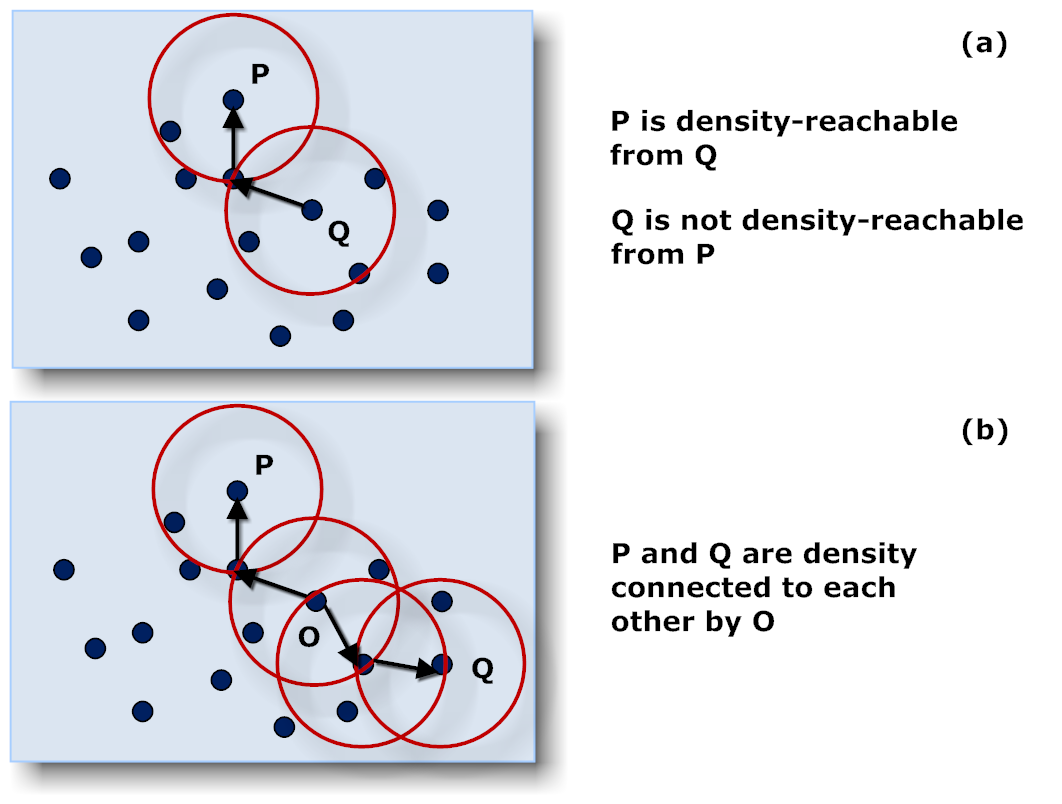 (a)
P
P is density-reachable
from Q
Q is not density-reachable
from P
Q
(b)
P
P and Q are density
connected to each
other by O
O
Q